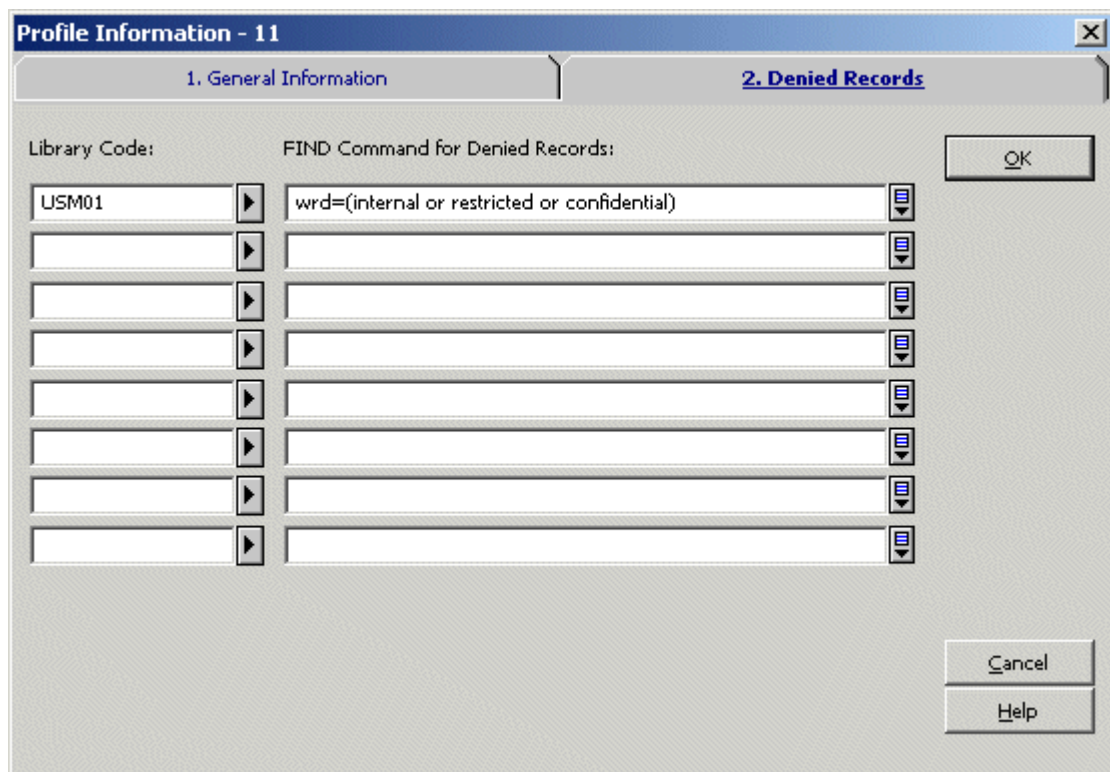 Profile Information - 11
1. General Information
2. Denied Records
Library Code:
FIND Command for Denied Records:
OK
USM01
wrd=(internal or restricted or confidential)
Cancel
Help